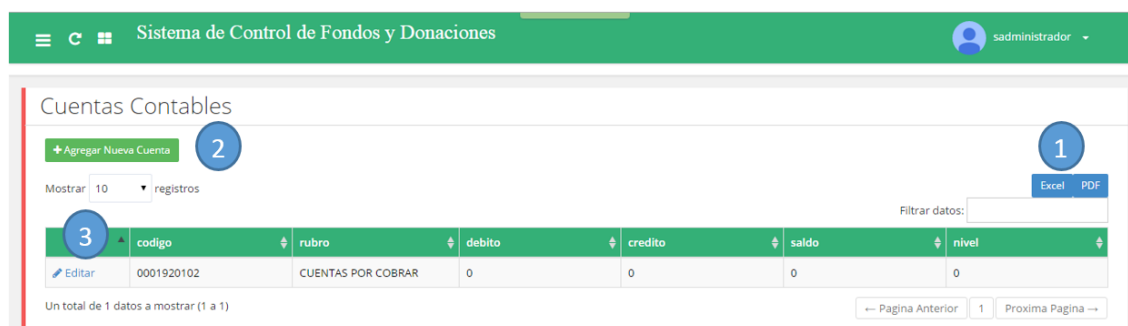 Sistema de Control de Fondos y Donaciones
sadministrador
Cuentas Contables
+ Agregar Nueva Cuenta
2
1
Mostrar 10 registros
Excel PDF
Filtrar datos:
3 codigo rubro debito credito saldo nivel
Editar 0001920102 CUENTAS POR COBRAR 0 0 0 0
Un total de 1 datos a mostrar (1 a 1)
← Pagina Anterior 1 Proxima Pagina →